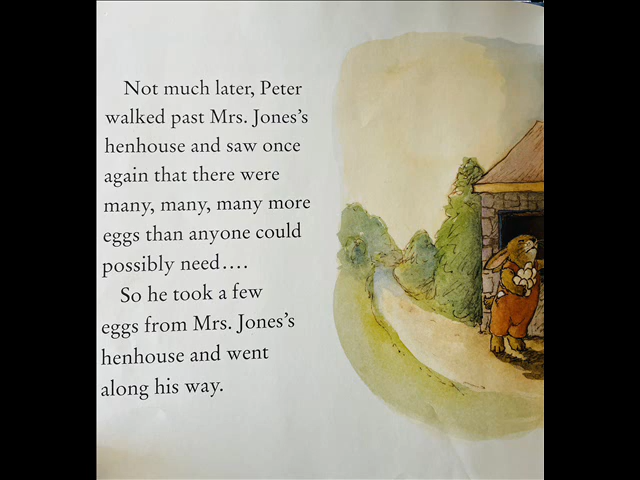 Not much later, Peter
walked past Mrs. Jones’s
henhouse and saw once
again that there were
many, many, many more
eggs than anyone could
possibly need....
So he took a few
eggs from Mrs. Jones’s
henhouse and went
along his way.